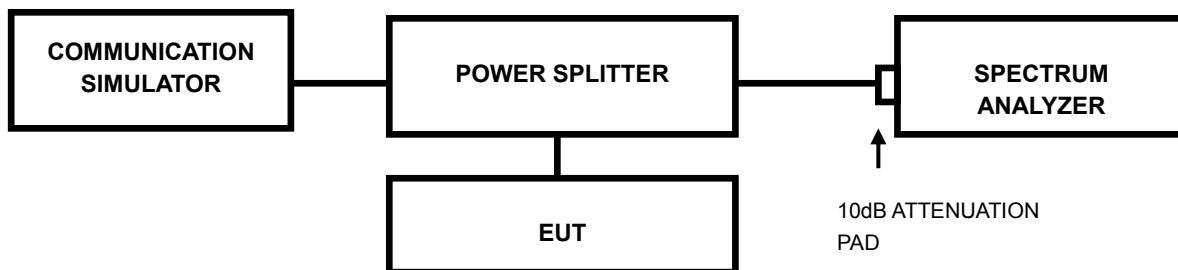 COMMUNICATION
SIMULATOR
POWER SPLITTER
SPECTRUM
ANALYZER
EUT
10dB ATTENUATION
PAD